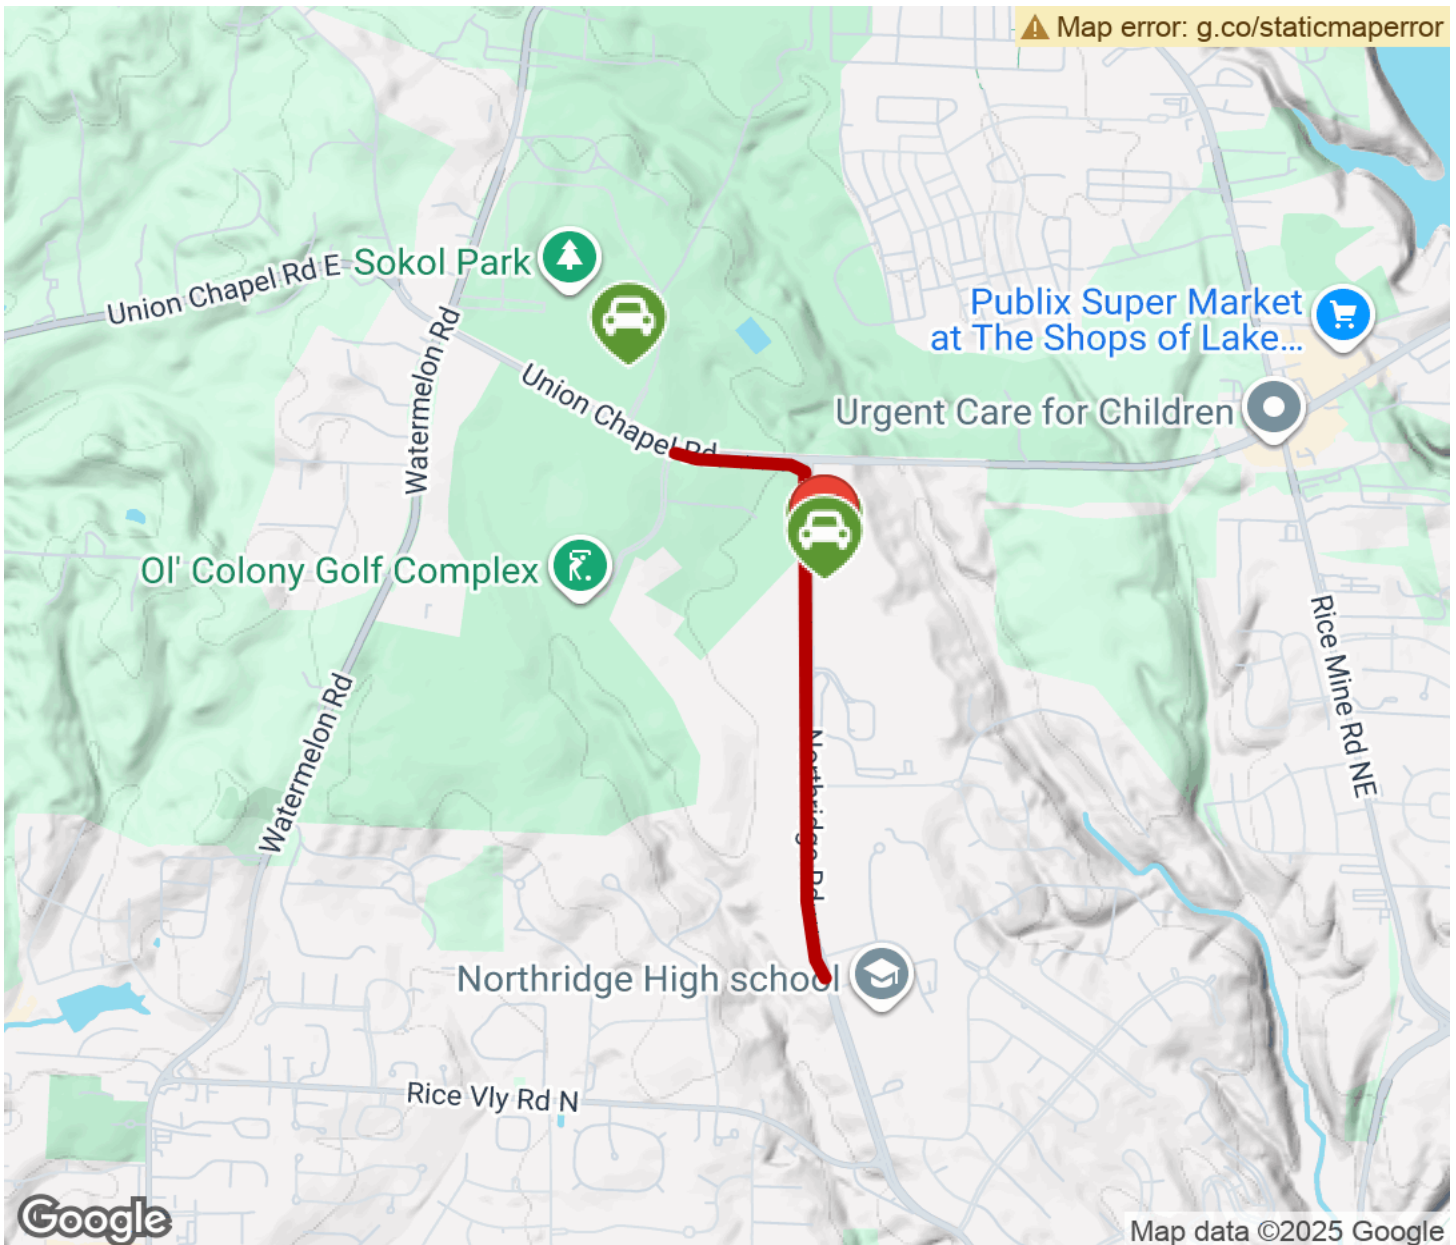 Map error: g.co/staticmaperror
Sokol Park
Union Chapel Rd E
Publix Super Market
at The Shops of Lake...
Watermelon Rd
Union Chapel Rd
Urgent Care for Children
Ol' Colony Golf Complex
Rice Mine Rd NE
Watermelon Rd
Northridge Rd
Northridge High school
Rice Vly Rd N
Google
Map data ©2025 Google